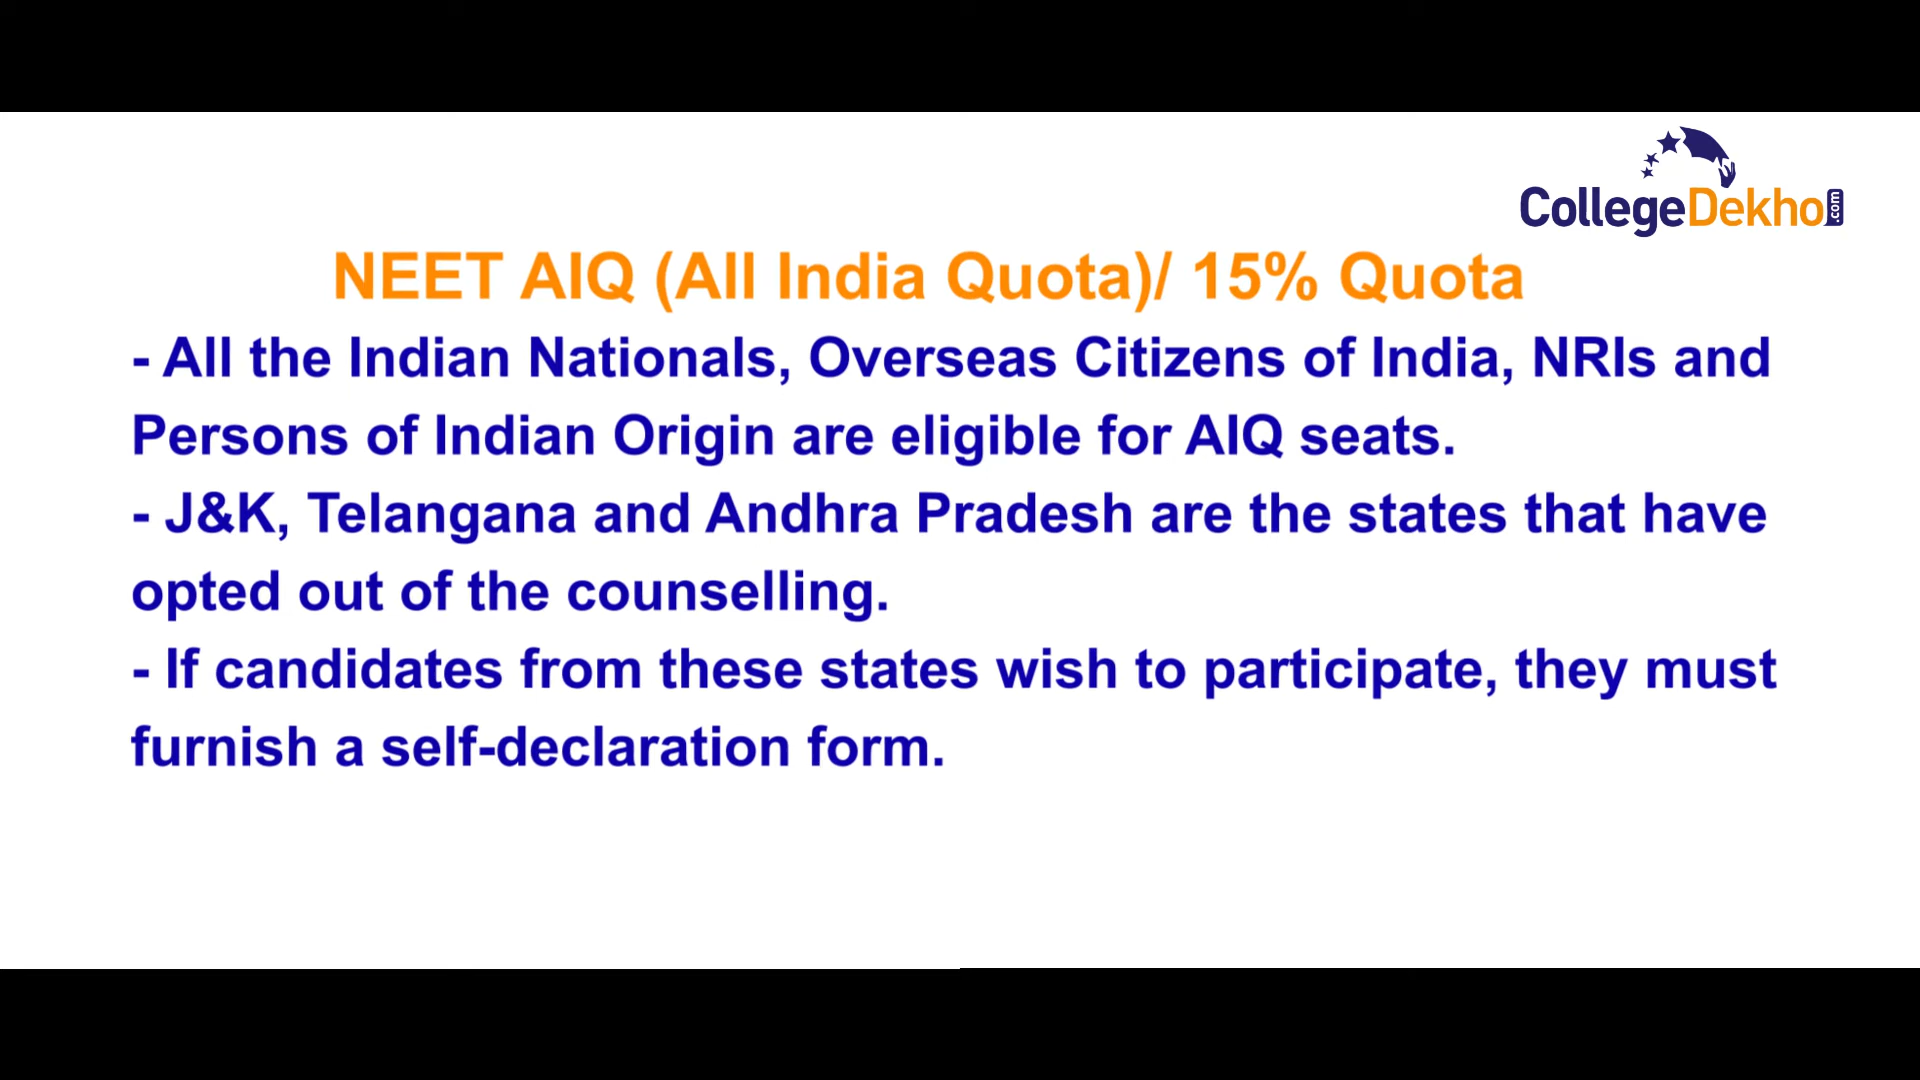 CollegeDekho.com
NEET AIQ (All India Quota)/ 15% Quota
- All the Indian Nationals, Overseas Citizens of India, NRIs and
Persons of Indian Origin are eligible for AIQ seats.
- J&K, Telangana and Andhra Pradesh are the states that have
opted out of the counselling.
- If candidates from these states wish to participate, they must
furnish a self-declaration form.